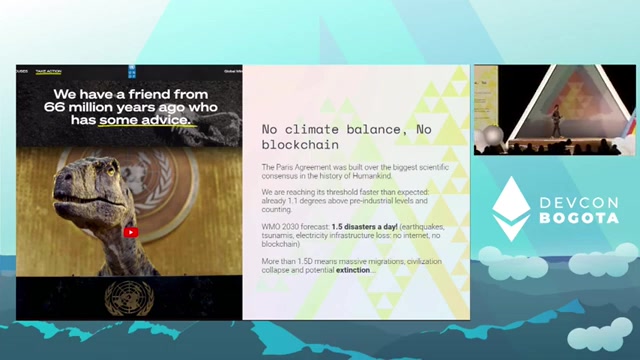 TAKE ACTION
We have a friend from
66 million years ago who
has some advice.
No climate balance, No
blockchain
The Paris Agreement was built over the biggest scientific
consensus in the history of Humankind.
We are reaching its threshold faster than expected:
already 1.1 degrees above pre-industrial levels and
counting.
WMO 2030 forecast: 1.5 disasters a day! (earthquakes,
tsunamis, electricity infrastructure loss: no internet, no
blockchain)
More than 1.5D means massive migrations, civilization
collapse and potential extinction...
DEVCON
BOGOTA